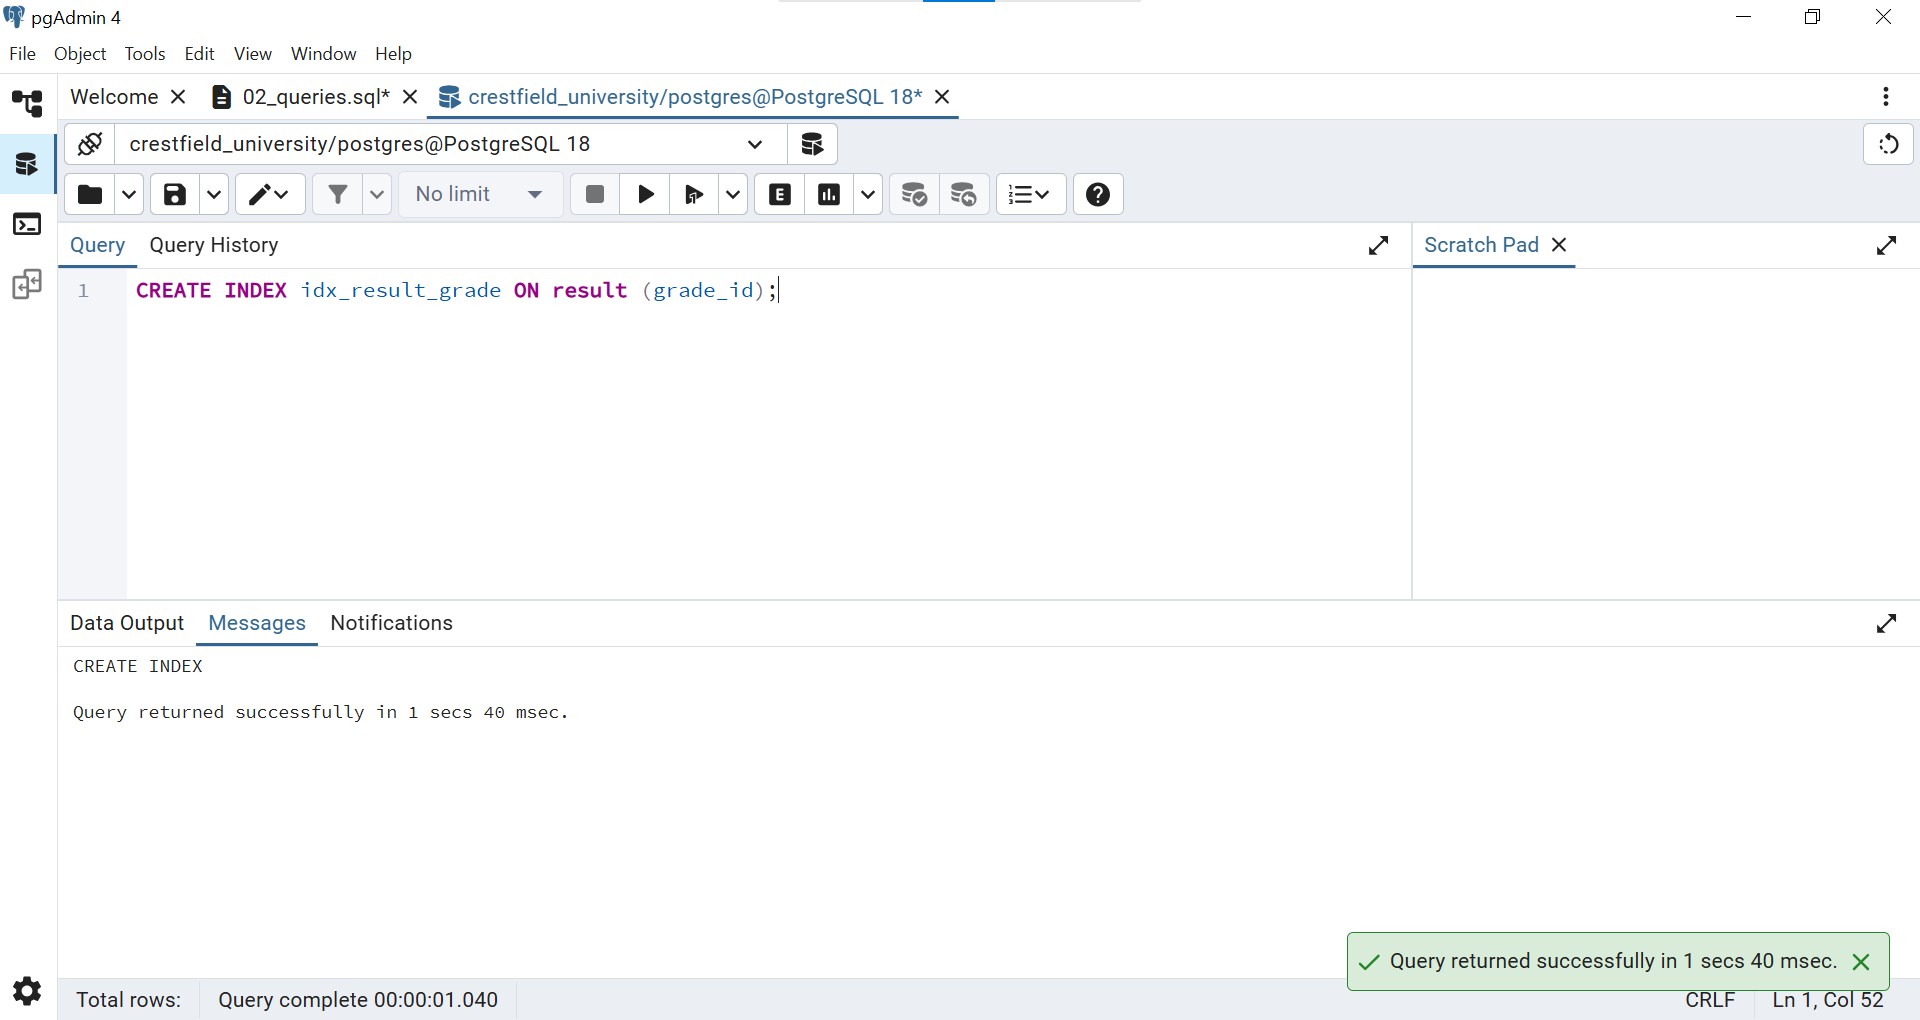 pgAdmin 4
File Object Tools Edit View Window Help
Welcome 02_queries.sql* crestfield_university/postgres@PostgreSQL 18*
crestfield_university/postgres@PostgreSQL 18
No limit E
Query Query History Scratch Pad
1 CREATE INDEX idx_result_grade ON result (grade_id);
Data Output Messages Notifications
CREATE INDEX
Query returned successfully in 1 secs 40 msec.
Query returned successfully in 1 secs 40 msec.
Total rows: Query complete 00:00:01.040 CRLF Ln 1, Col 52